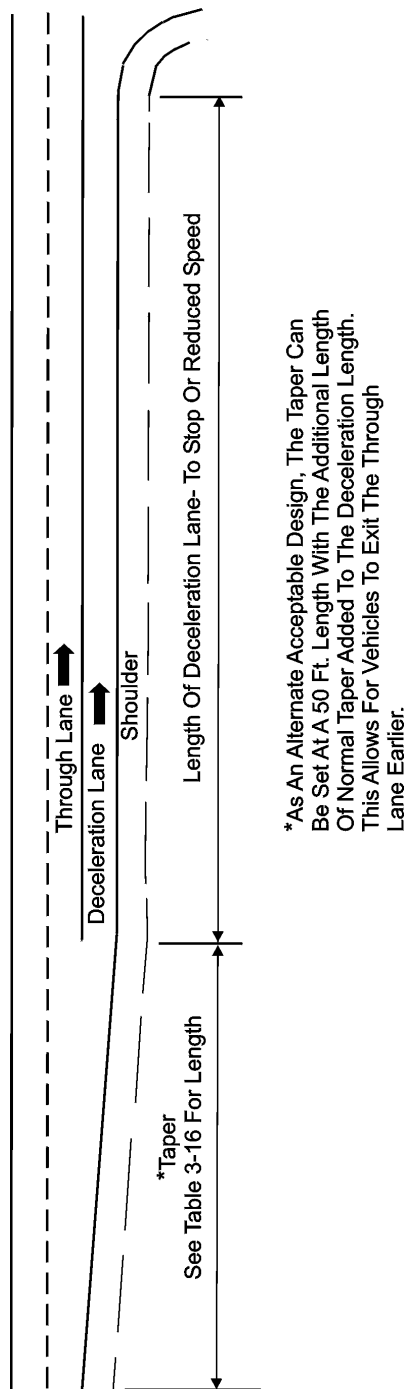 Through Lane
Deceleration Lane
Shoulder
*Taper
See Table 3-16 For Length
Length Of Deceleration Lane- To Stop Or Reduced Speed
*As An Alternate Acceptable Design, The Taper Can
Be Set At A 50 Ft. Length With The Additional Length
Of Normal Taper Added To The Deceleration Length.
This Allows For Vehicles To Exit The Through
Lane Earlier.